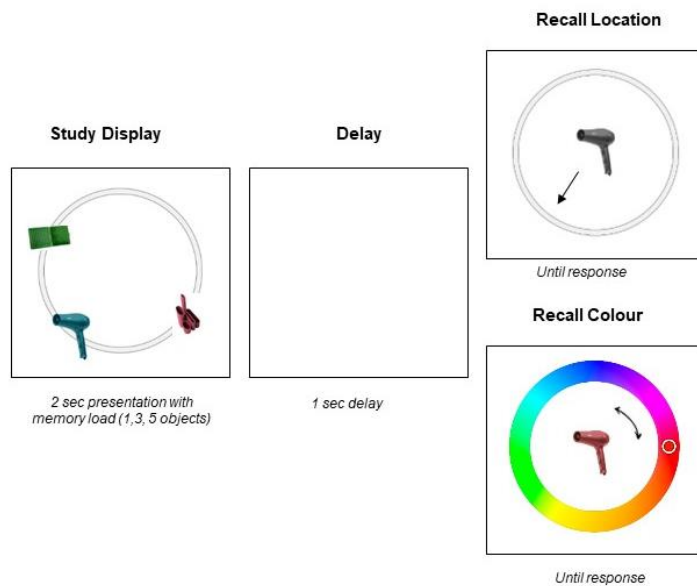 Recall Location
Study Display
Delay
Until response
Recall Colour
2 sec presentation with
memory load (1,3, 5 objects)
1 sec delay
Until response